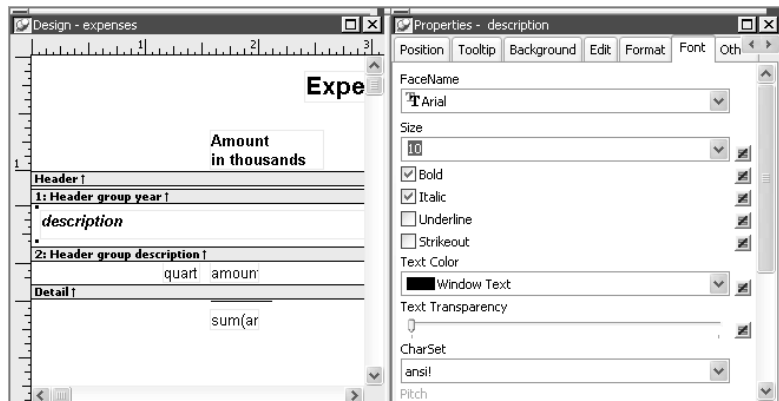 Design - expenses
1 2 3
Expe
Amount
in thousands
1
Header ↑
1: Header group year ↑
description
2: Header group description ↑
quart amoun
Detail ↑
sum(ar
Properties - description
Position Tooltip Background Edit Format Font Oth
FaceName
Arial
Size
10
Bold
Italic
Underline
Strikeout
Text Color
Window Text
Text Transparency
CharSet
ansi!
Pitch